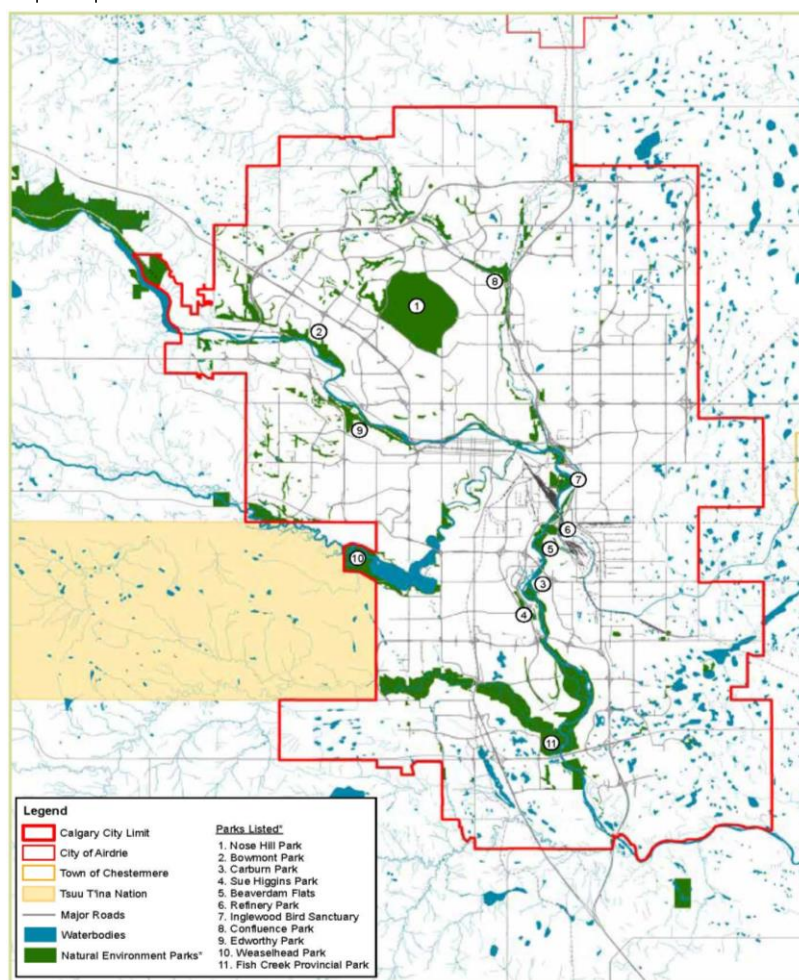 8
1
2
9
7
6
10
5
3
4
11
Legend
Calgary City Limit
City of Airdrie
Town of Chestermere
Tsuu T'ina Nation
Major Roads
Waterbodies
Natural Environment Parks*
Parks Listed*
1. Nose Hill Park
2. Bowmont Park
3. Carburn Park
4. Sue Higgins Park
5. Beaverdam Flats
6. Refinery Park
7. Inglewood Bird Sanctuary
8. Confluence Park
9. Edworthy Park
10. Weaselhead Park
11. Fish Creek Provincial Park